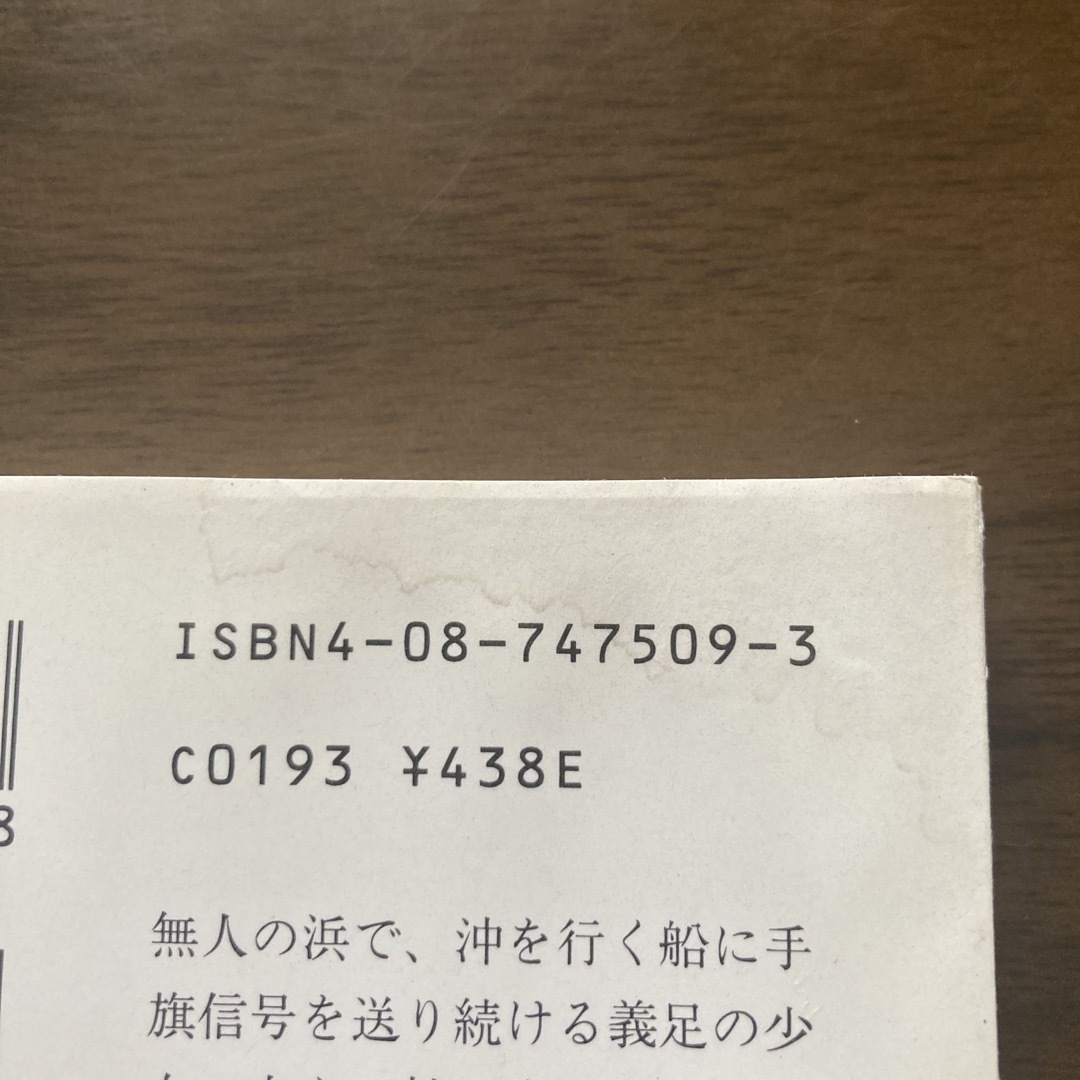 ISBN4-08-747509-3
C0193 ¥438E
8
無人の浜で、沖を行く船に手
旗信号を送り続ける義足の少